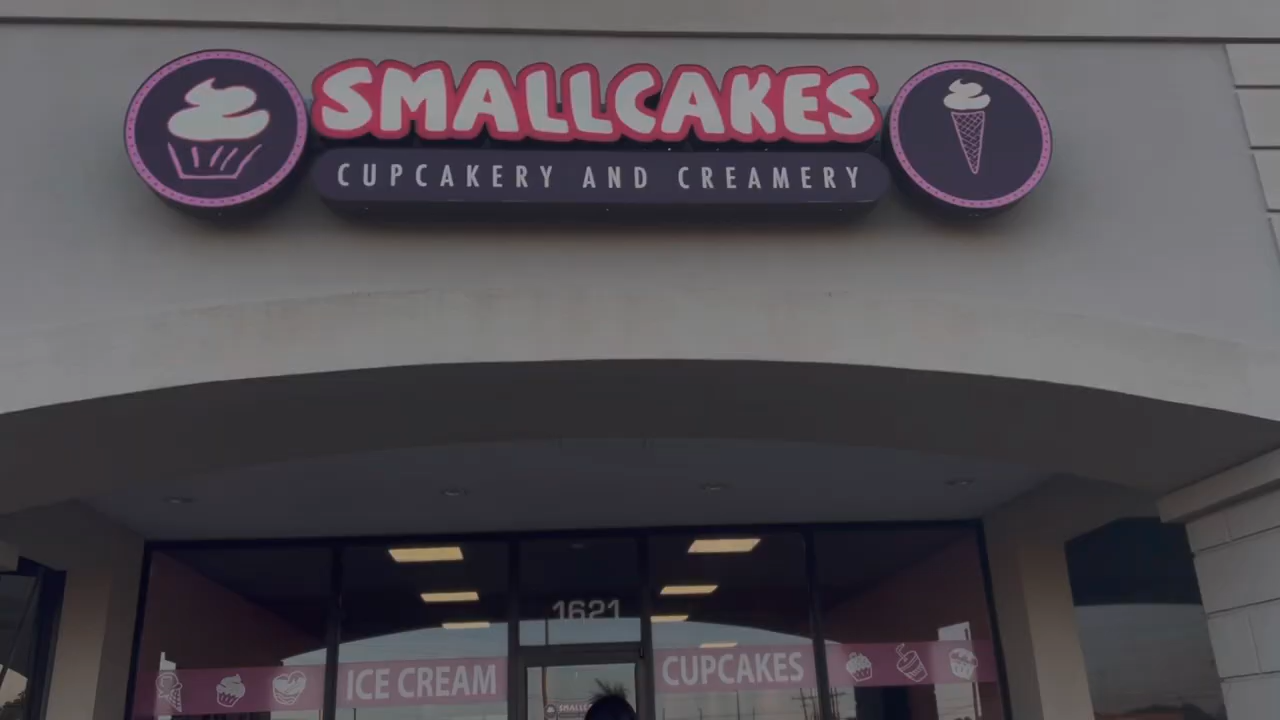 SMALLCAKES
CUPCAKERY AND CREAMERY
1621
ICE CREAM
CUPCAKES